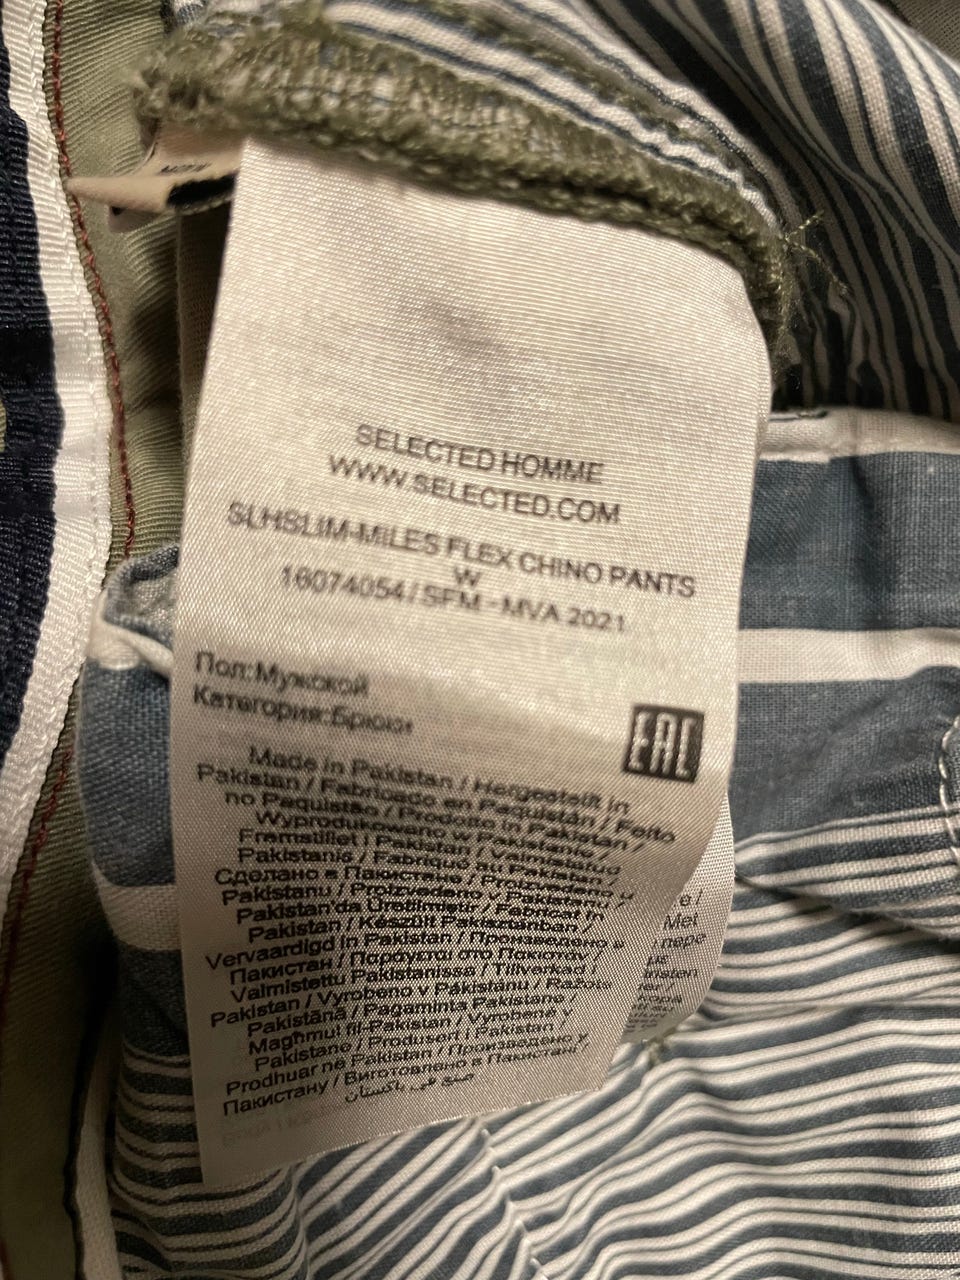 SELECTED HOMME
WWW.SELECTED.COM
SLHSLIM-MILES FLEX CHINO PANTS
W
16074054 / SFM - MVA 2021
Пол:Мужской
Категория:Брюки
EAC
Made in Pakistan / Hergestellt in
Pakistan / Fabricado en Paquistán / Feito
no Paquistão / Prodotto in Pakistan /
Wyprodukowano w Pakistanie /
Fremstillet i Pakistan / Valmistatud
Pakistanis / Fabriqué au Pakistan /
Сделано в Пакистане / Proizvedeno u
Pakistanu / Proizvedeno v Pakistanu /
Pakistan'da Üretilmiştir / Fabricat în
Pakistan / Készült Pakisztánban /
Vervaardigd in Pakistan / Произведено в
Пакистан / Παράγεται στο Πακιστάν /
Valmistettu Pakistanissa / Tillverkad i
Pakistan / Vyrobeno v Pákistánu / Ražots
Pakistānā / Pagaminta Pakistane /
Magħmul fil-Pakistan / Vyrobené v
Pakistane / Produsert i Pakistan /
Prodhuar në Pakistan / Произведено у
Пакистану / Виготовлено в Пакистані /
صنع في باكستان